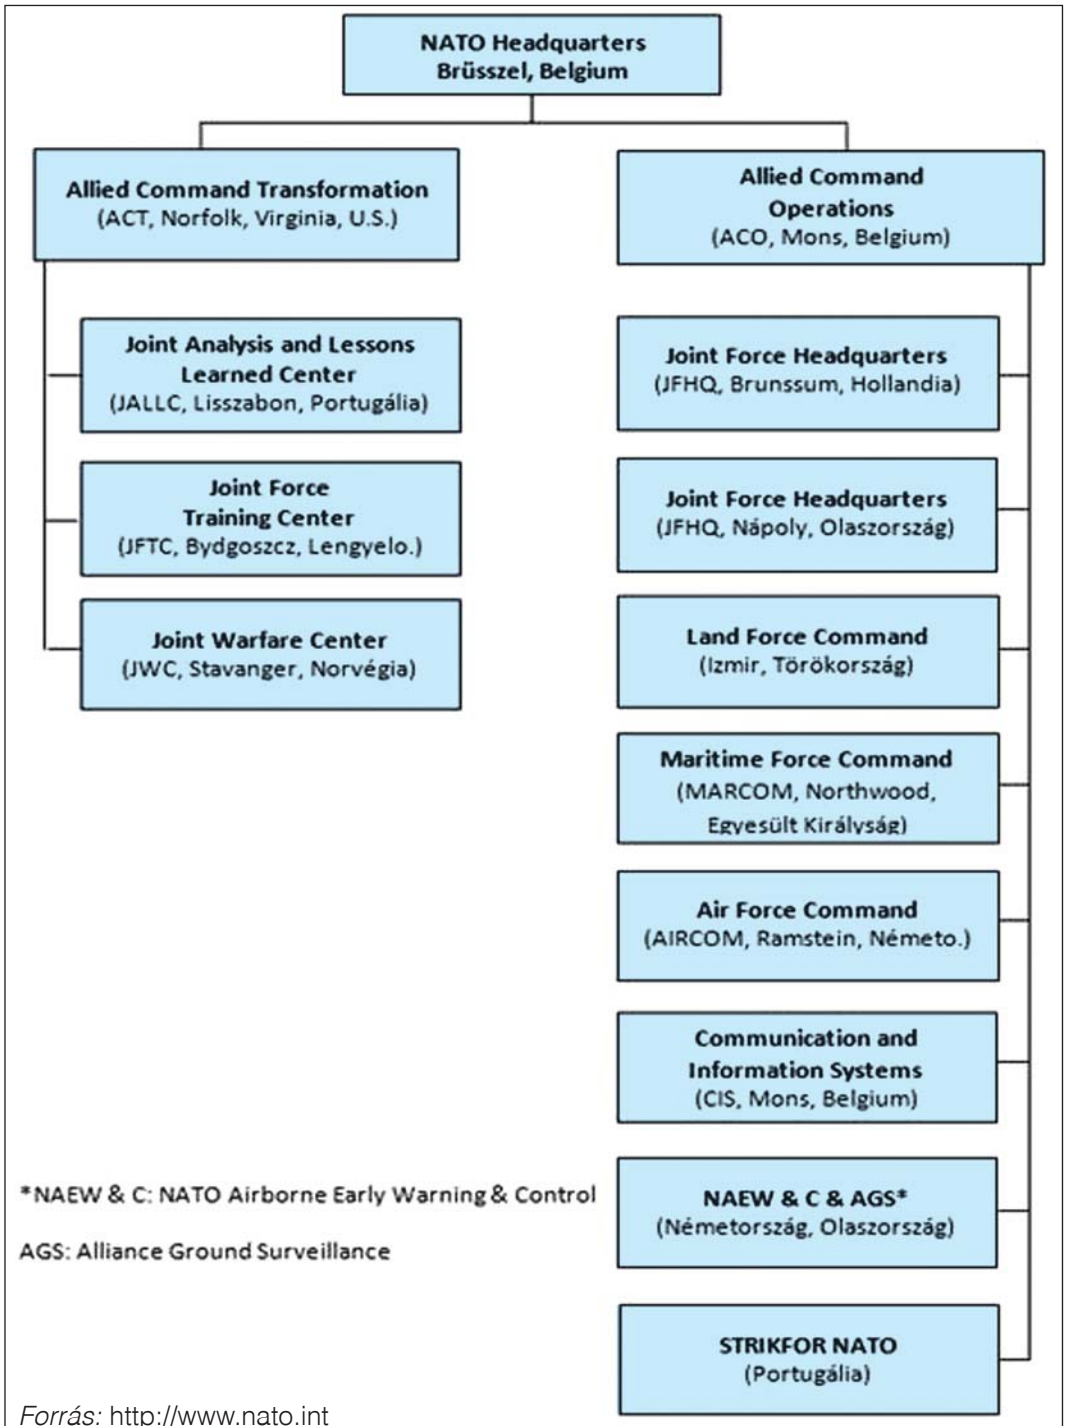 NATO Headquarters
Brüsszel, Belgium
Allied Command Transformation
(ACT, Norfolk, Virginia, U.S.)
Joint Analysis and Lessons
Learned Center
(JALLC, Lisszabon, Portugália)
Joint Force
Training Center
(JFTC, Bydgoszcz, Lengyelo.)
Joint Warfare Center
(JWC, Stavanger, Norvégia)
Allied Command
Operations
(ACO, Mons, Belgium)
Joint Force Headquarters
(JFHQ, Brunssum, Hollandia)
Joint Force Headquarters
(JFHQ, Nápoly, Olaszország)
Land Force Command
(Izmir, Törökország)
Maritime Force Command
(MARCOM, Northwood,
Egyesült Királyság)
Air Force Command
(AIRCOM, Ramstein, Németo.)
Communication and
Information Systems
(CIS, Mons, Belgium)
NAEW & C & AGS*
(Németország, Olaszország)
STRIKFOR NATO
(Portugália)
*NAEW & C: NATO Airborne Early Warning & Control
AGS: Alliance Ground Surveillance
Forrás: http://www.nato.int